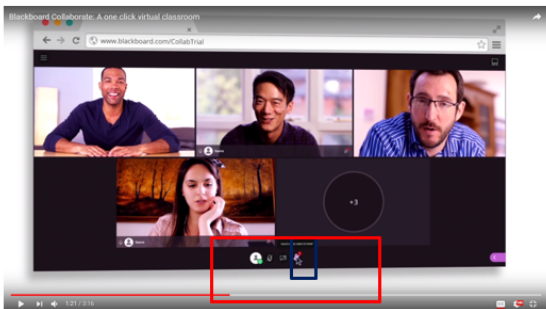 Blackboard Collaborate: A one click virtual classroom
www.blackboard.com/CollabTrial
+3
1:21 / 3:16